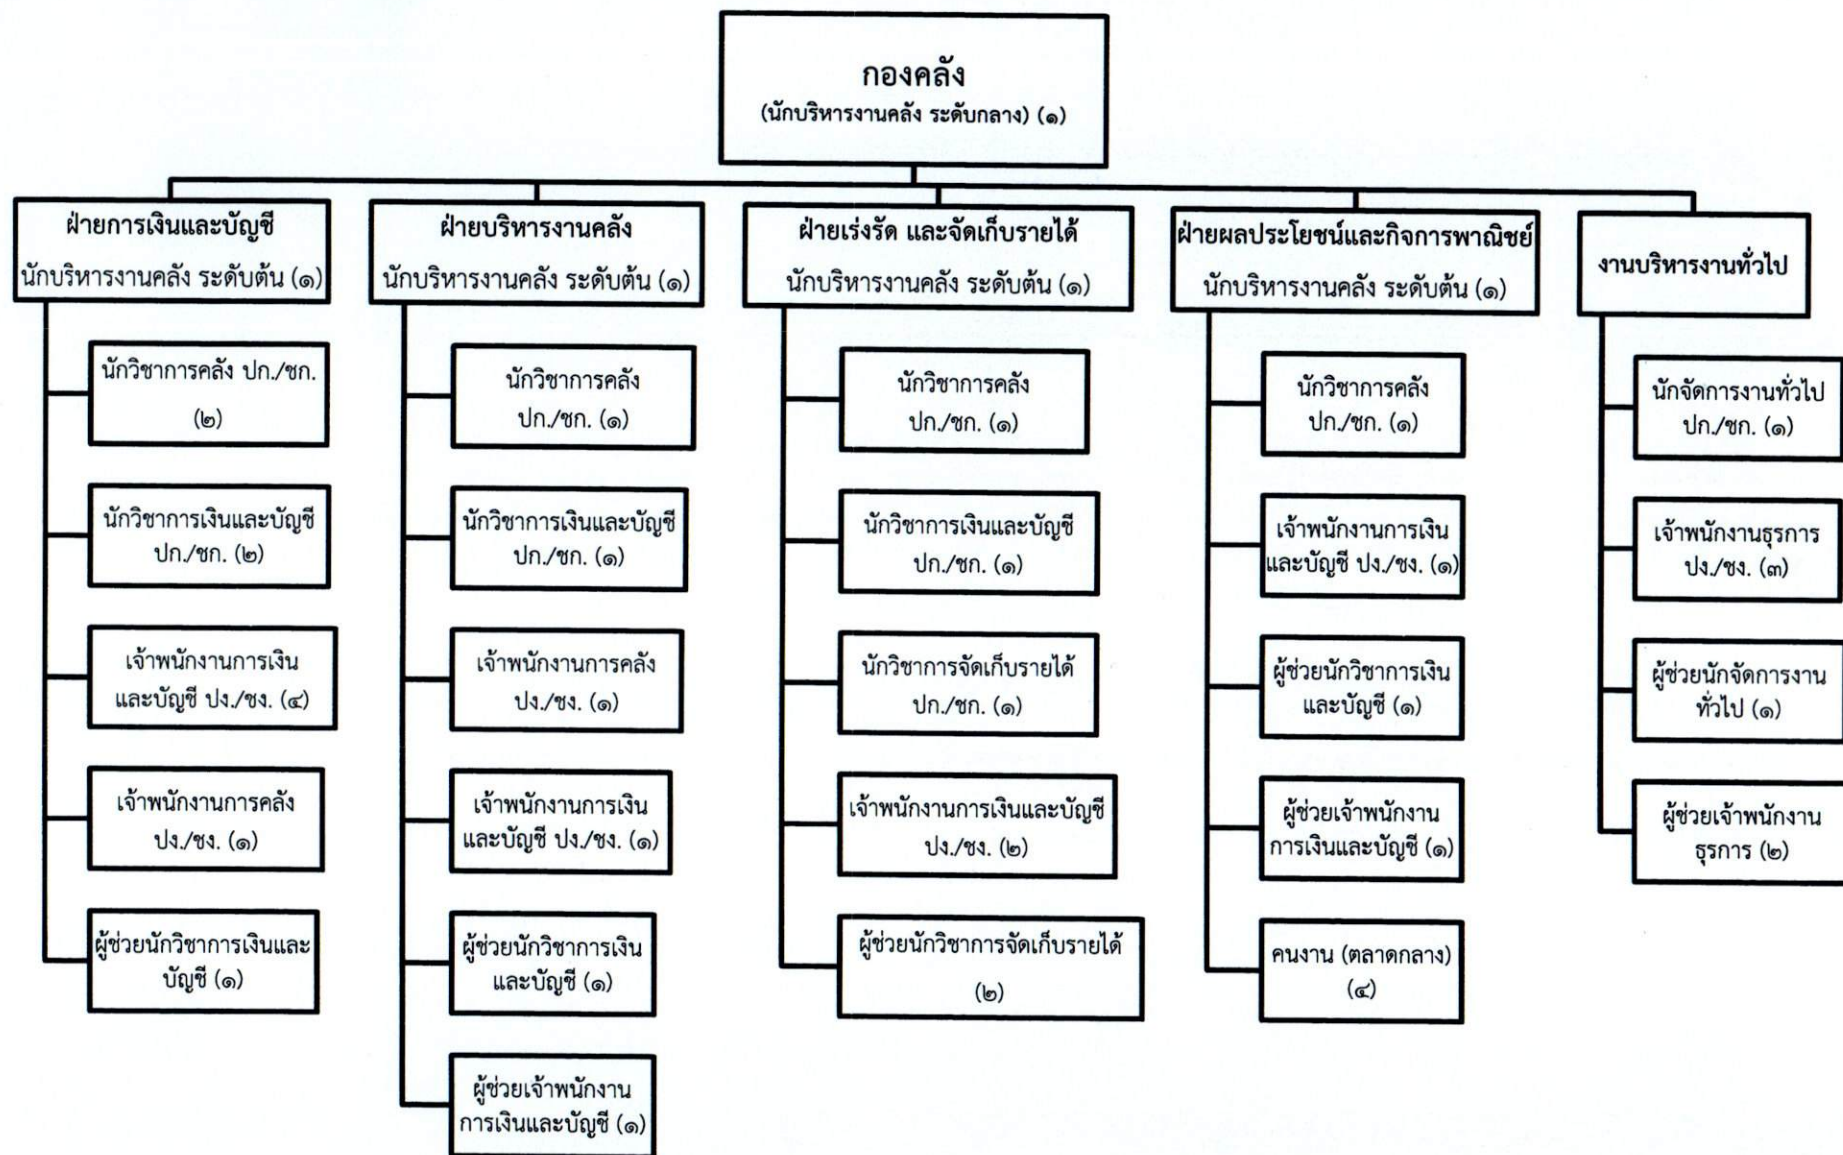 กองคลัง
(นักบริหารงานคลัง ระดับกลาง) (๑)
ฝ่ายการเงินและบัญชี
นักบริหารงานคลัง ระดับต้น (๑)
นักวิชาการคลัง ปก./ชก.
(๒)
นักวิชาการเงินและบัญชี
ปก./ชก. (๒)
เจ้าพนักงานการเงิน
และบัญชี ปง./ชง. (๔)
เจ้าพนักงานการคลัง
ปง./ชง. (๑)
ผู้ช่วยนักวิชาการเงินและ
บัญชี (๑)
ฝ่ายบริหารงานคลัง
นักบริหารงานคลัง ระดับต้น (๑)
นักวิชาการคลัง
ปก./ชก. (๑)
นักวิชาการเงินและบัญชี
ปก./ชก. (๑)
เจ้าพนักงานการคลัง
ปง./ชง. (๑)
เจ้าพนักงานการเงิน
และบัญชี ปง./ชง. (๑)
ผู้ช่วยนักวิชาการเงิน
และบัญชี (๑)
ผู้ช่วยเจ้าพนักงาน
การเงินและบัญชี (๑)
ฝ่ายเร่งรัด และจัดเก็บรายได้
นักบริหารงานคลัง ระดับต้น (๑)
นักวิชาการคลัง
ปก./ชก. (๑)
นักวิชาการเงินและบัญชี
ปก./ชก. (๑)
นักวิชาการจัดเก็บรายได้
ปก./ชก. (๑)
เจ้าพนักงานการเงินและบัญชี
ปง./ชง. (๒)
ผู้ช่วยนักวิชาการจัดเก็บรายได้
(๒)
ฝ่ายผลประโยชน์และกิจการพาณิชย์
นักบริหารงานคลัง ระดับต้น (๑)
นักวิชาการคลัง
ปก./ชก. (๑)
เจ้าพนักงานการเงิน
และบัญชี ปง./ชง. (๑)
ผู้ช่วยนักวิชาการเงิน
และบัญชี (๑)
ผู้ช่วยเจ้าพนักงาน
การเงินและบัญชี (๑)
คนงาน (ตลาดกลาง)
(๔)
งานบริหารงานทั่วไป
นักจัดการงานทั่วไป
ปก./ชก. (๑)
เจ้าพนักงานธุรการ
ปง./ชง. (๓)
ผู้ช่วยนักจัดการงาน
ทั่วไป (๑)
ผู้ช่วยเจ้าพนักงาน
ธุรการ (๒)